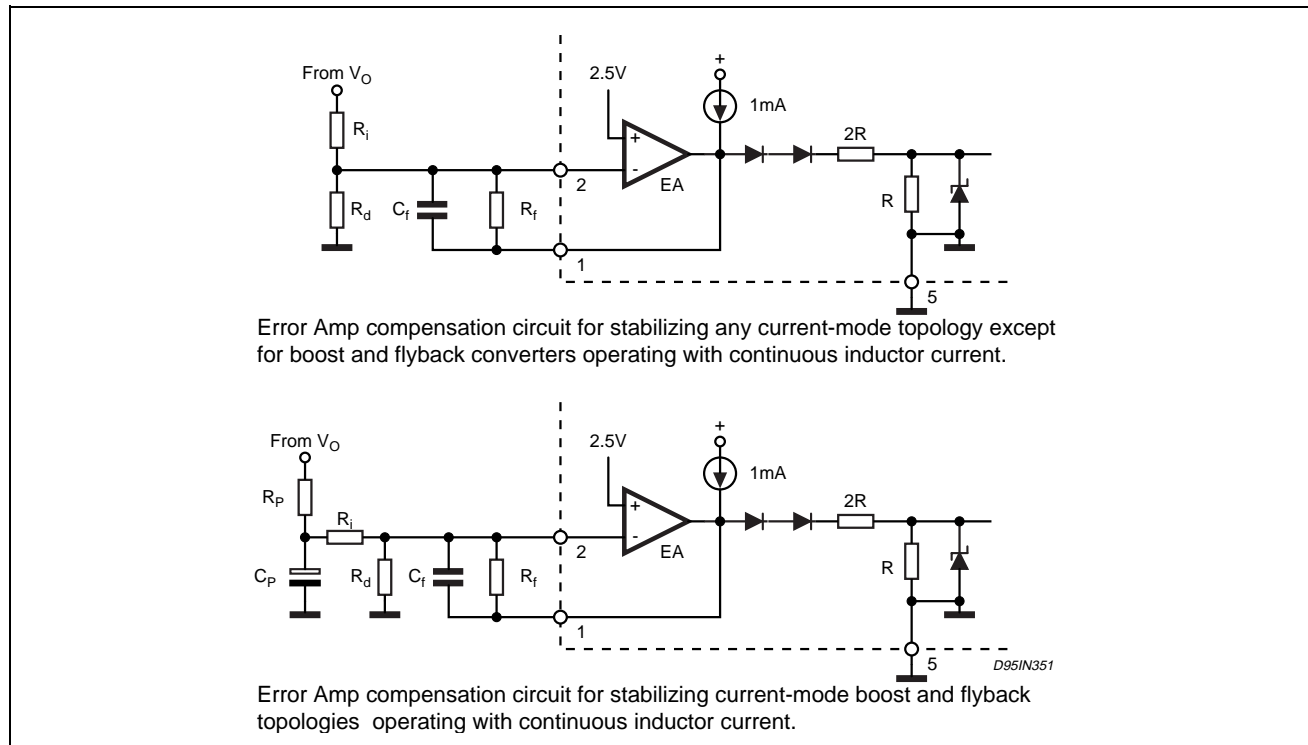 From VO
Ri
Rd
Cf
Rf
2.5V
+
-
EA
2
1
+
1mA
2R
R
5
Error Amp compensation circuit for stabilizing any current-mode topology except
for boost and flyback converters operating with continuous inductor current.
From VO
RP
CP
Ri
Rd
Cf
Rf
2.5V
+
-
EA
2
1
+
1mA
2R
R
5
D95IN351
Error Amp compensation circuit for stabilizing current-mode boost and flyback
topologies operating with continuous inductor current.